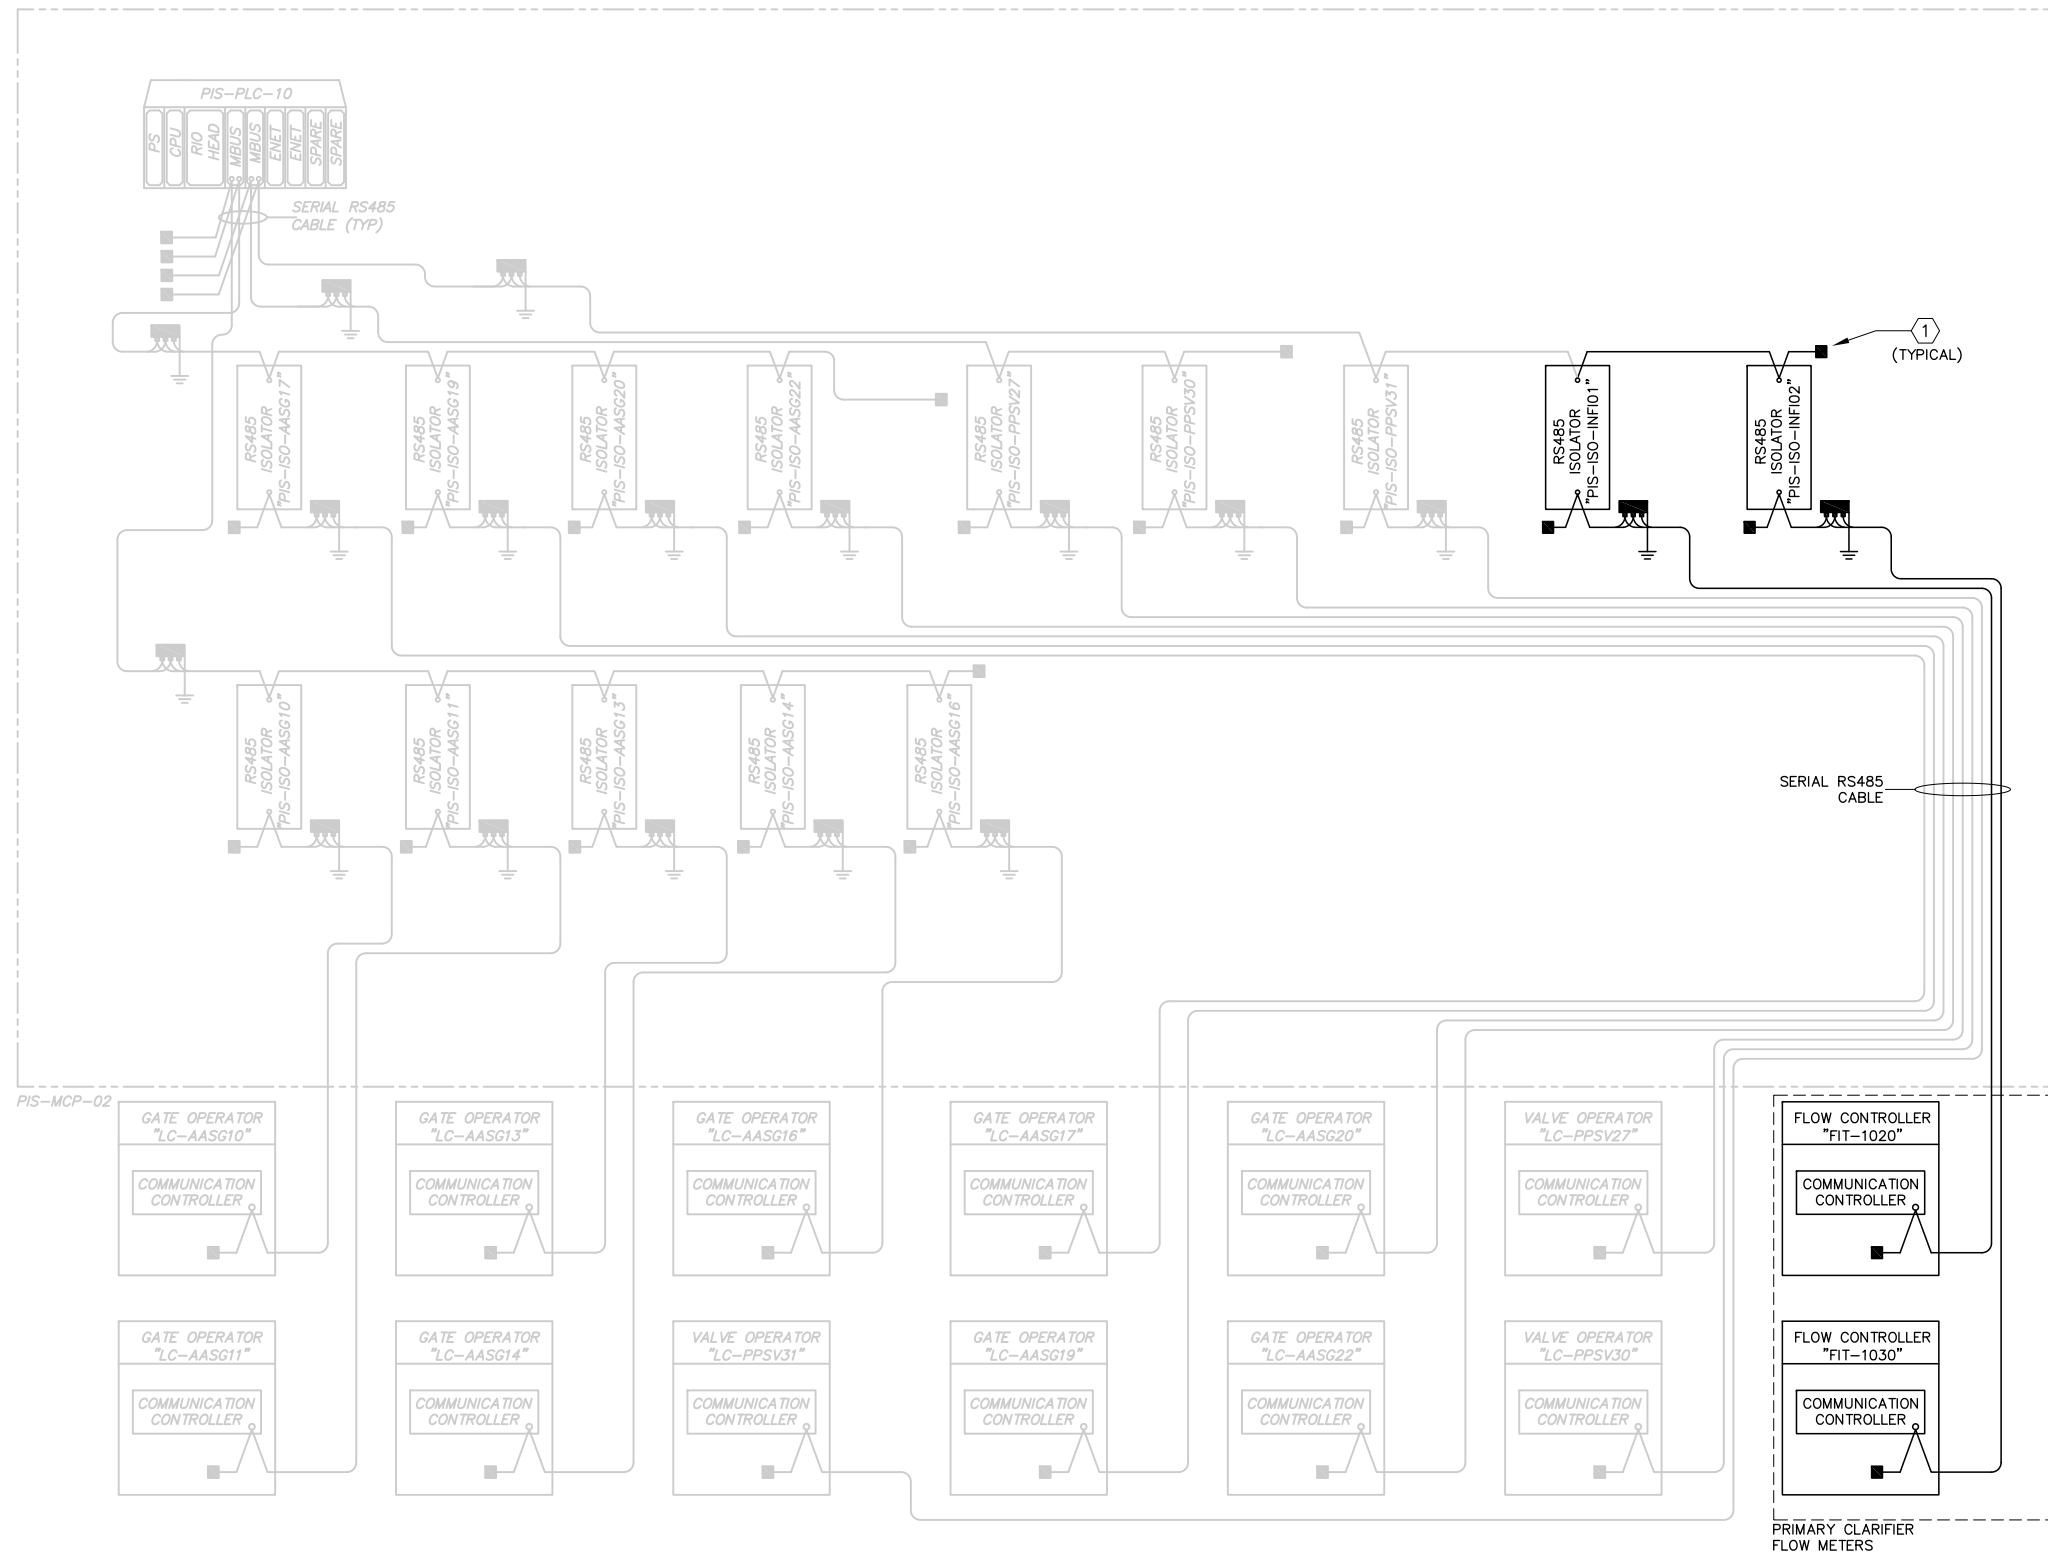 PIS-PLC-10
PS
CPU
RIO
HEAD
MBUS
MBUS
ENET
ENET
SPARE
SPARE
SERIAL RS485
CABLE (TYP)
1
(TYPICAL)
RS485
ISOLATOR
"PIS-ISO-AASG17"
RS485
ISOLATOR
"PIS-ISO-AASG19"
RS485
ISOLATOR
"PIS-ISO-AASG20"
RS485
ISOLATOR
"PIS-ISO-AASG22"
RS485
ISOLATOR
"PIS-ISO-PPSV27"
RS485
ISOLATOR
"PIS-ISO-PPSV30"
RS485
ISOLATOR
"PIS-ISO-PPSV31"
RS485
ISOLATOR
"PIS-ISO-INFI01"
RS485
ISOLATOR
"PIS-ISO-INFI02"
RS485
ISOLATOR
"PIS-ISO-AASG10"
RS485
ISOLATOR
"PIS-ISO-AASG11"
RS485
ISOLATOR
"PIS-ISO-AASG13"
RS485
ISOLATOR
"PIS-ISO-AASG14"
RS485
ISOLATOR
"PIS-ISO-AASG16"
SERIAL RS485
CABLE
PIS-MCP-02
GATE OPERATOR
"LC-AASG10"
COMMUNICATION
CONTROLLER
GATE OPERATOR
"LC-AASG13"
COMMUNICATION
CONTROLLER
GATE OPERATOR
"LC-AASG16"
COMMUNICATION
CONTROLLER
GATE OPERATOR
"LC-AASG17"
COMMUNICATION
CONTROLLER
GATE OPERATOR
"LC-AASG20"
COMMUNICATION
CONTROLLER
VALVE OPERATOR
"LC-PPSV27"
COMMUNICATION
CONTROLLER
FLOW CONTROLLER
"FIT-1020"
COMMUNICATION
CONTROLLER
GATE OPERATOR
"LC-AASG11"
COMMUNICATION
CONTROLLER
GATE OPERATOR
"LC-AASG14"
COMMUNICATION
CONTROLLER
VALVE OPERATOR
"LC-PPSV31"
COMMUNICATION
CONTROLLER
GATE OPERATOR
"LC-AASG19"
COMMUNICATION
CONTROLLER
GATE OPERATOR
"LC-AASG22"
COMMUNICATION
CONTROLLER
VALVE OPERATOR
"LC-PPSV30"
COMMUNICATION
CONTROLLER
FLOW CONTROLLER
"FIT-1030"
COMMUNICATION
CONTROLLER
PRIMARY CLARIFIER
FLOW METERS